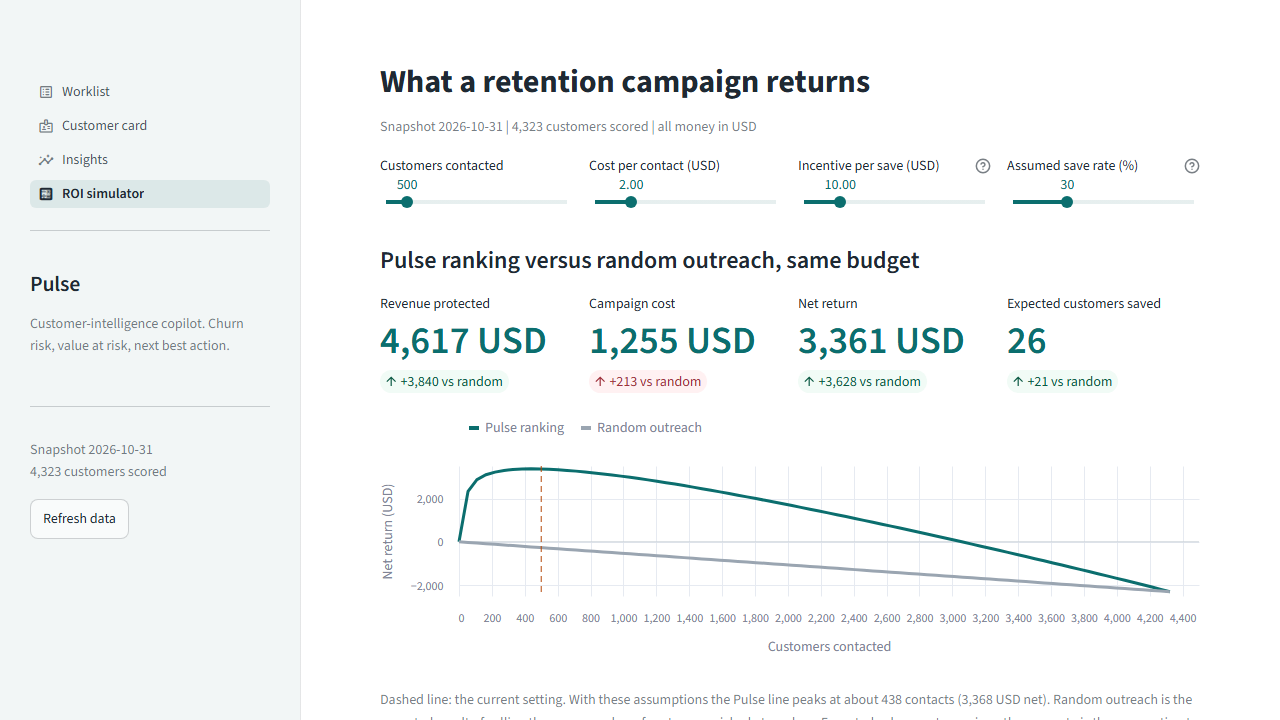 Worklist
Customer card
Insights
ROI simulator
Pulse
Customer-intelligence copilot. Churn
risk, value at risk, next best action.
Snapshot 2026-10-31
4,323 customers scored
Refresh data
What a retention campaign returns
Snapshot 2026-10-31 | 4,323 customers scored | all money in USD
Customers contacted
500
Cost per contact (USD)
2.00
Incentive per save (USD)
10.00
Assumed save rate (%)
30
Pulse ranking versus random outreach, same budget
Revenue protected
4,617 USD
↑ +3,840 vs random
Campaign cost
1,255 USD
↑ +213 vs random
Net return
3,361 USD
↑ +3,628 vs random
Expected customers saved
26
↑ +21 vs random
Pulse ranking Random outreach
Net return (USD)
2,000
0
−2,000
0 200 400 600 800 1,000 1,200 1,400 1,600 1,800 2,000 2,200 2,400 2,600 2,800 3,000 3,200 3,400 3,600 3,800 4,000 4,200 4,400
Customers contacted
Dashed line: the current setting. With these assumptions the Pulse line peaks at about 438 contacts (3,368 USD net). Random outreach is the